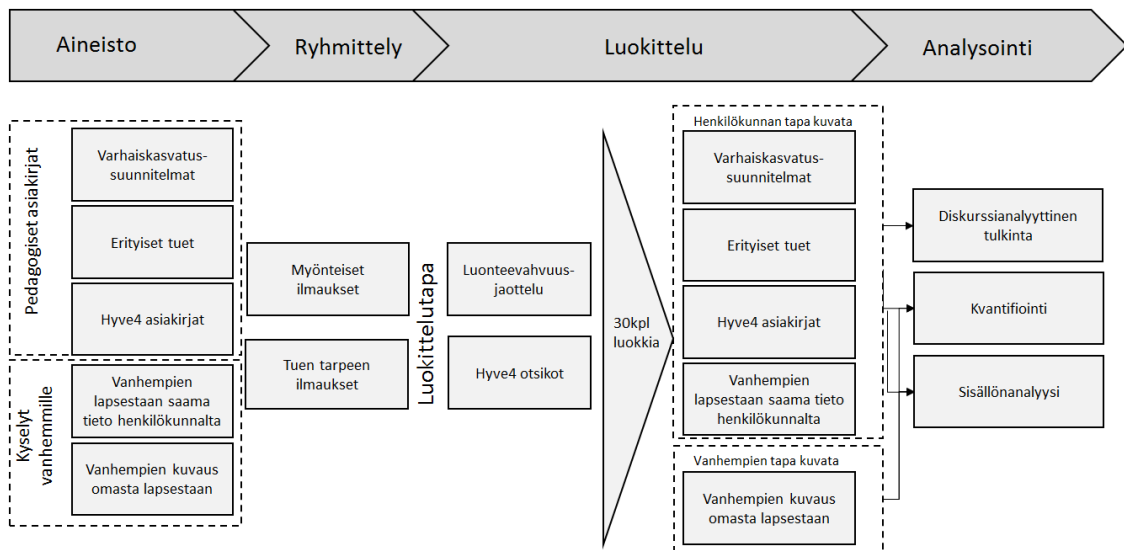 Aineisto
Ryhmittely
Luokittelu
Analysointi
Pedagogiset asiakirjat
Varhaiskasvatus-
suunnitelmat
Erityiset tuet
Hyve4 asiakirjat
Kyselyt
vanhemmille
Vanhempien
lapsestaan saama
tieto henkilökunnalta
Vanhempien kuvaus
omasta lapsestaan
Myönteiset
ilmaukset
Tuen tarpeen
ilmaukset
Luokittelutapa
Luonteevahvuus-
jaottelu
Hyve4 otsikot
30kpl
luokkia
Henkilökunnan tapa kuvata
Varhaiskasvatus-
suunnitelmat
Erityiset tuet
Hyve4 asiakirjat
Vanhempien
lapsestaan saama tieto
henkilökunnalta
Vanhempien tapa kuvata
Vanhempien kuvaus
omasta lapsestaan
Diskurssianalyyttinen
tulkinta
Kvantifiointi
Sisällönanalyysi